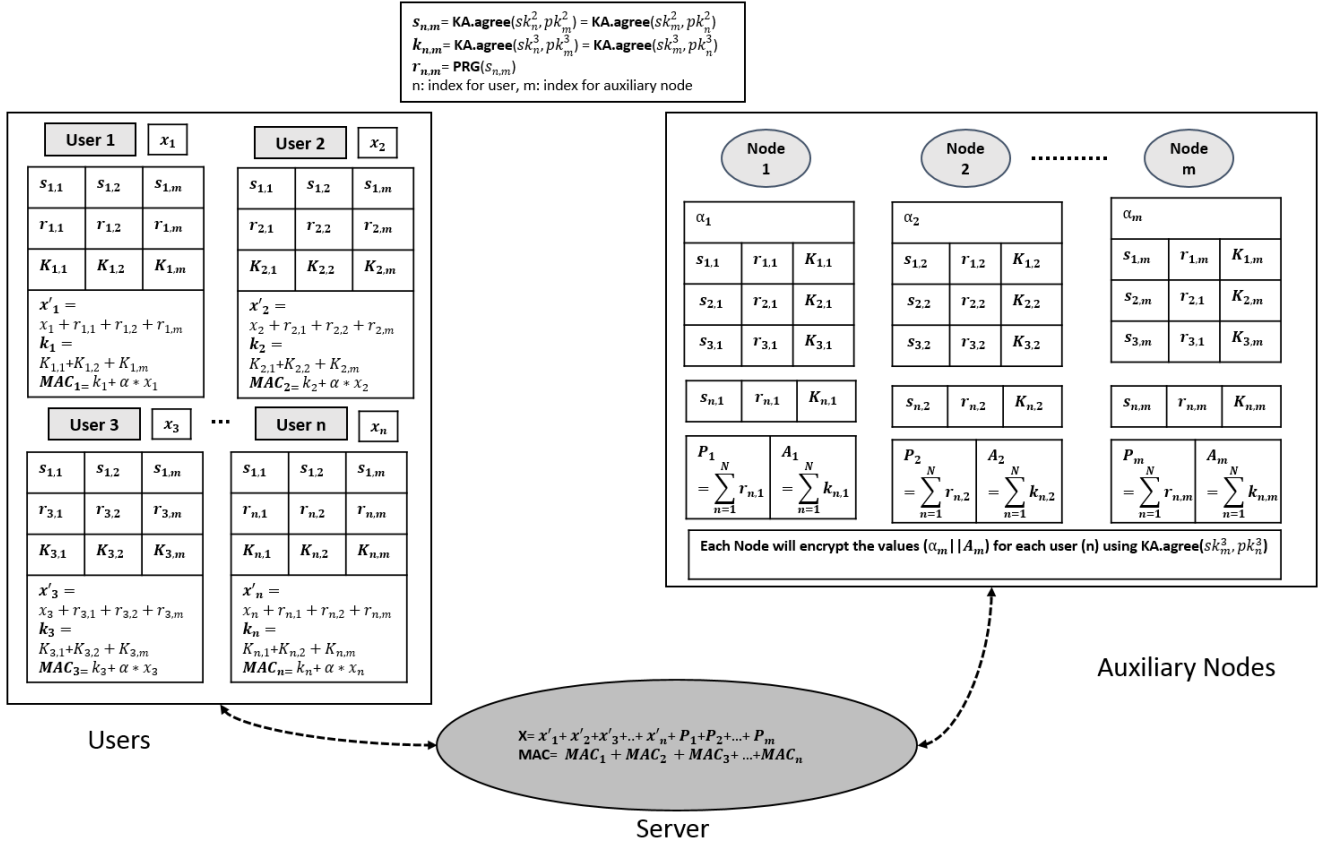 s_{n,m}= KA.agree(sk_n^2, pk_m^2) = KA.agree(sk_m^2, pk_n^2)
k_{n,m}= KA.agree(sk_n^3, pk_m^3) = KA.agree(sk_m^3, pk_n^3)
r_{n,m}= PRG(s_{n,m})
n: index for user, m: index for auxiliary node
User 1
x_1
s_{1,1} s_{1,2} s_{1,m}
r_{1,1} r_{1,2} r_{1,m}
K_{1,1} K_{1,2} K_{1,m}
x'_1 =
x_1 + r_{1,1} + r_{1,2} + r_{1,m}
k_1 =
K_{1,1}+K_{1,2} + K_{1,m}
MAC_1= k_1+ α * x_1
User 2
x_2
s_{1,1} s_{1,2} s_{1,m}
r_{2,1} r_{2,2} r_{2,m}
K_{2,1} K_{2,2} K_{2,m}
x'_2 =
x_2 + r_{2,1} + r_{2,2} + r_{2,m}
k_2 =
K_{2,1}+K_{2,2} + K_{2,m}
MAC_2= k_2+ α * x_2
User 3
x_3
...
s_{1,1} s_{1,2} s_{1,m}
r_{3,1} r_{3,2} r_{3,m}
K_{3,1} K_{3,2} K_{3,m}
x'_3 =
x_3 + r_{3,1} + r_{3,2} + r_{3,m}
k_3 =
K_{3,1}+K_{3,2} + K_{3,m}
MAC_3= k_3+ α * x_3
User n
x_n
s_{1,1} s_{1,2} s_{1,m}
r_{n,1} r_{n,2} r_{n,m}
K_{n,1} K_{n,2} K_{n,m}
x'_n =
x_n + r_{n,1} + r_{n,2} + r_{n,m}
k_n =
K_{n,1}+K_{n,2} + K_{n,m}
MAC_n= k_n+ α * x_n
Users
Node
1
α_1
s_{1,1} r_{1,1} K_{1,1}
s_{2,1} r_{2,1} K_{2,1}
s_{3,1} r_{3,1} K_{3,1}
s_{n,1} r_{n,1} K_{n,1}
P_1 A_1
= ∑_{n=1}^{N} r_{n,1} = ∑_{n=1}^{N} k_{n,1}
Node
2
α_2
s_{1,2} r_{1,2} K_{1,2}
s_{2,2} r_{2,2} K_{2,2}
s_{3,2} r_{3,2} K_{3,2}
s_{n,2} r_{n,2} K_{n,2}
P_2 A_2
= ∑_{n=1}^{N} r_{n,2} = ∑_{n=1}^{N} k_{n,2}
...........
Node
m
α_m
s_{1,m} r_{1,m} K_{1,m}
s_{2,m} r_{2,1} K_{2,m}
s_{3,m} r_{3,1} K_{3,m}
s_{n,m} r_{n,m} K_{n,m}
P_m A_m
= ∑_{n=1}^{N} r_{n,m} = ∑_{n=1}^{N} k_{n,m}
Each Node will encrypt the values (α_m||A_m) for each user (n) using KA.agree(sk_m^3, pk_n^3)
Auxiliary Nodes
X= x'_1+ x'_2+x'_3+..+ x'_n+ P_1+P_2+...+ P_m
MAC= MAC_1 + MAC_2 + MAC_3+ ...+MAC_n
Server